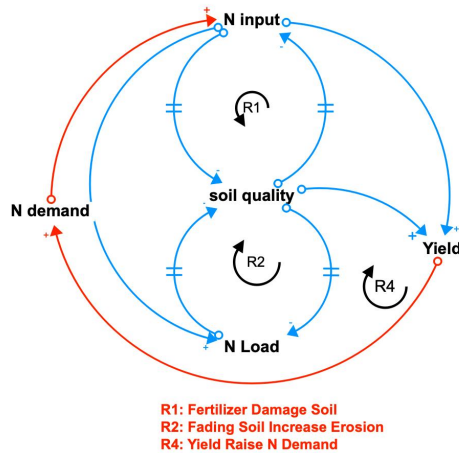 +
N input
-
+
R1
-
soil quality
-
N demand
+
+
Yield
R2
R4
-
+
N Load
R1: Fertilizer Damage Soil
R2: Fading Soil Increase Erosion
R4: Yield Raise N Demand